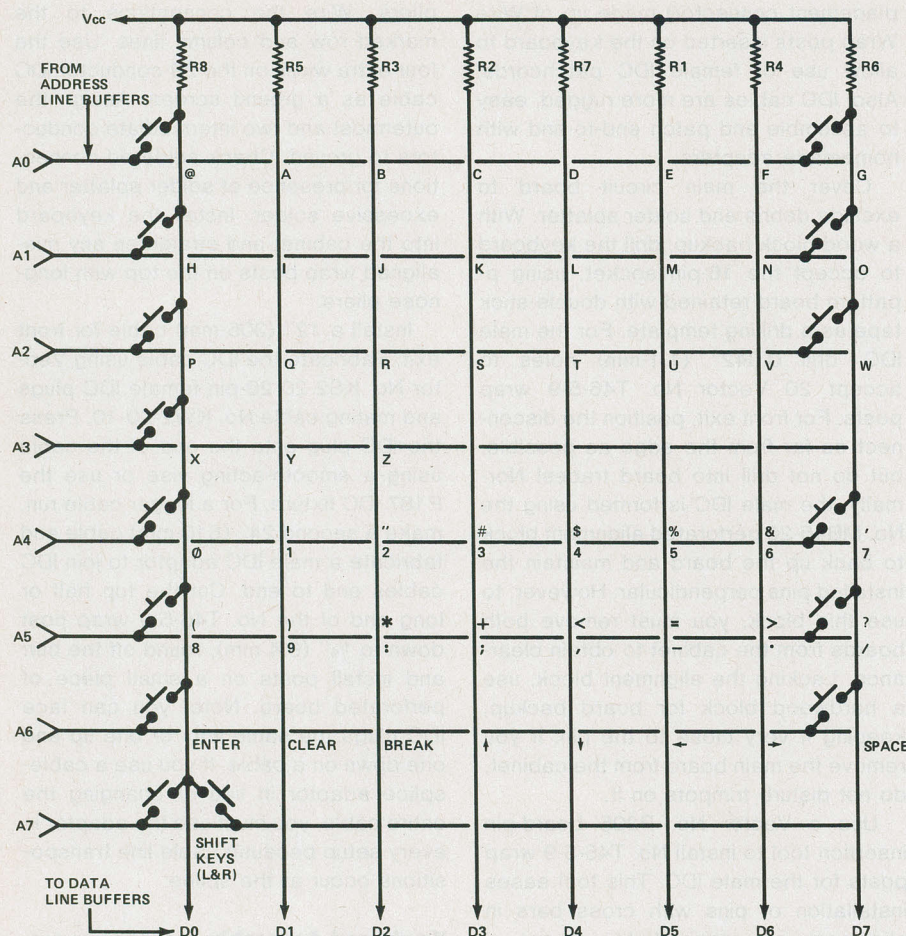 Vcc
R8 R5 R3 R2 R7 R1 R4 R6
FROM
ADDRESS
LINE BUFFERS
A0
@ A B C D E F G
A1
H I J K L M N O
A2
P Q R S T U V W
A3
X Y Z
A4
! " # $ % &
Ø 1 2 3 4 5 6 7
A5
) * + > ?
8 9 : ; .
A6
ENTER CLEAR BREAK ↑ ↓ ← → SPACE
A7
SHIFT
KEYS
(L&R)
TO DATA
LINE BUFFERS
D0 D1 D2 D3 D4 D5 D6 D7